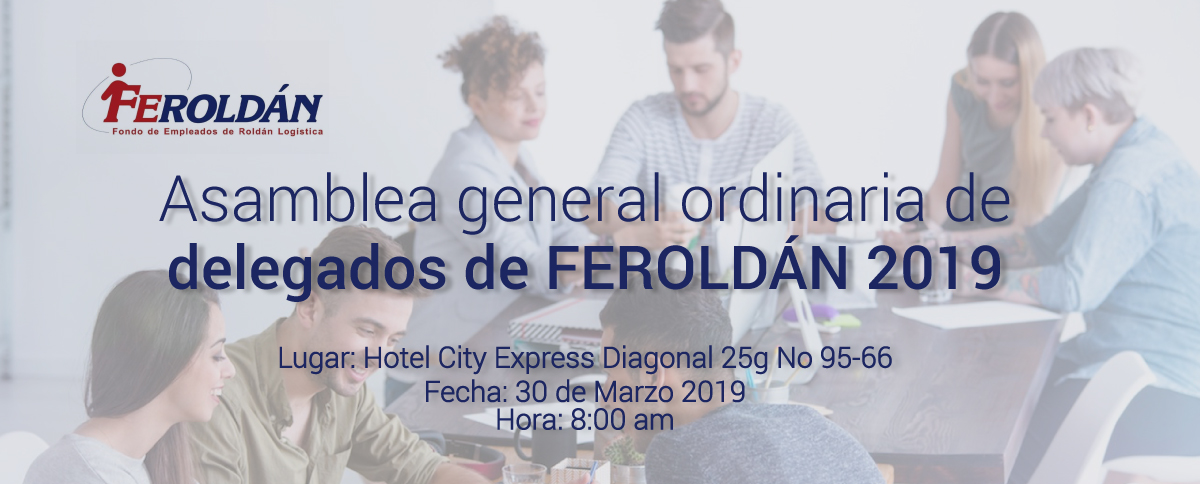 FEROLDÁN
Fondo de Empleados de Roldán Logística
Asamblea general ordinaria de
delegados de FEROLDÁN 2019
Lugar: Hotel City Express Diagonal 25g No 95-66
Fecha: 30 de Marzo 2019
Hora: 8:00 am